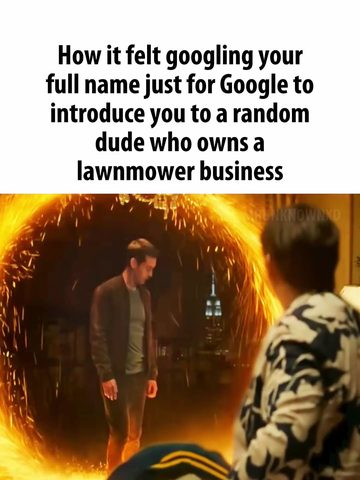 How it felt googling your
full name just for Google to
introduce you to a random
dude who owns a
lawnmower business